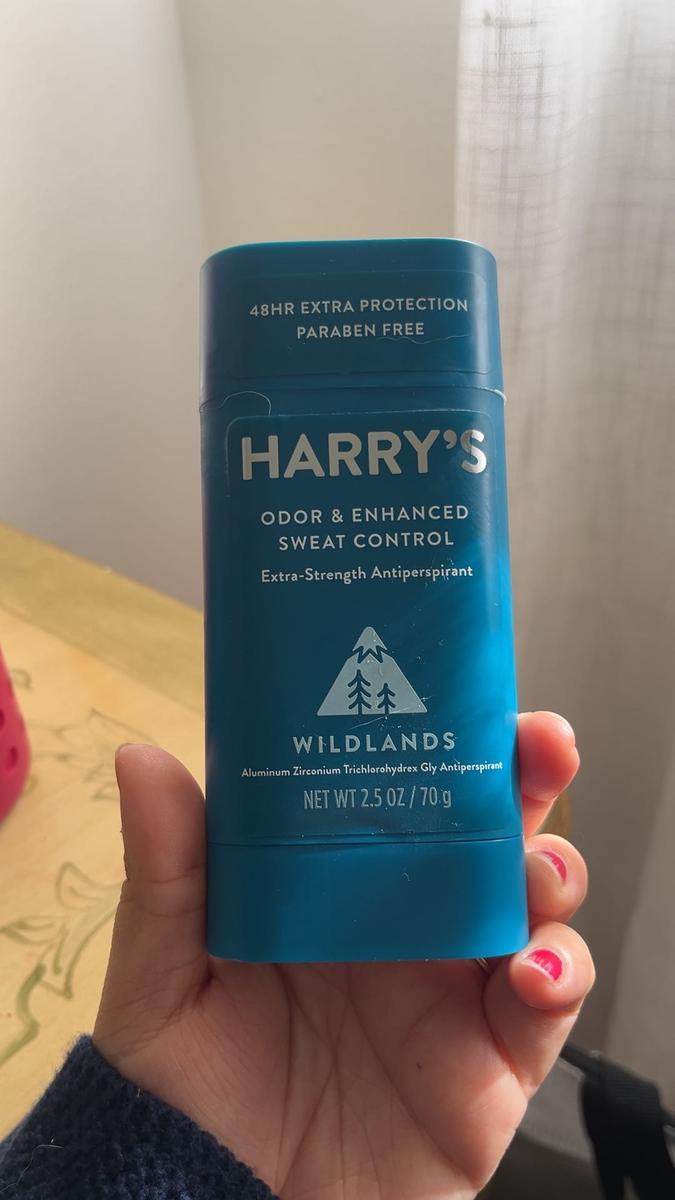 48HR EXTRA PROTECTION
PARABEN FREE
HARRY'S
ODOR & ENHANCED
SWEAT CONTROL
Extra-Strength Antiperspirant
WILDLANDS
Aluminum Zirconium Trichlorohydrex Gly Antiperspirant
NET WT 2.5 OZ / 70 g